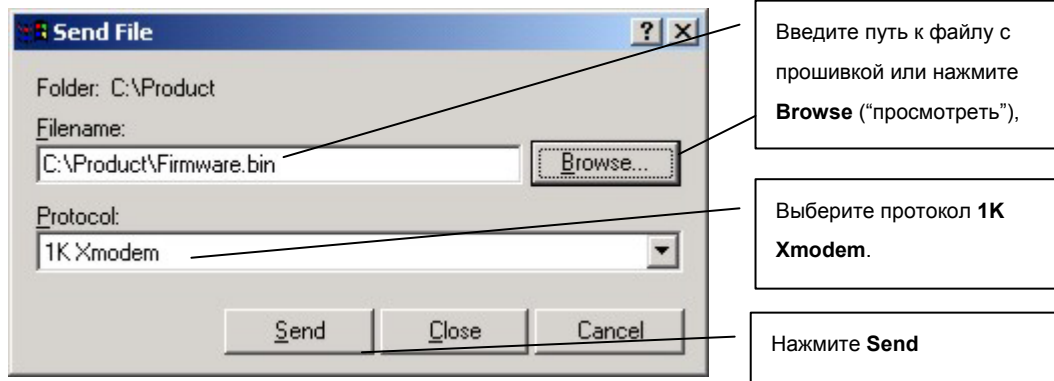 Send File
Folder: C:\Product
Filename:
C:\Product\Firmware.bin
Browse...
Protocol:
1K Xmodem
Send
Close
Cancel
Введите путь к файлу с
прошивкой или нажмите
Browse (“просмотреть”),
Выберите протокол 1K
Xmodem.
Нажмите Send